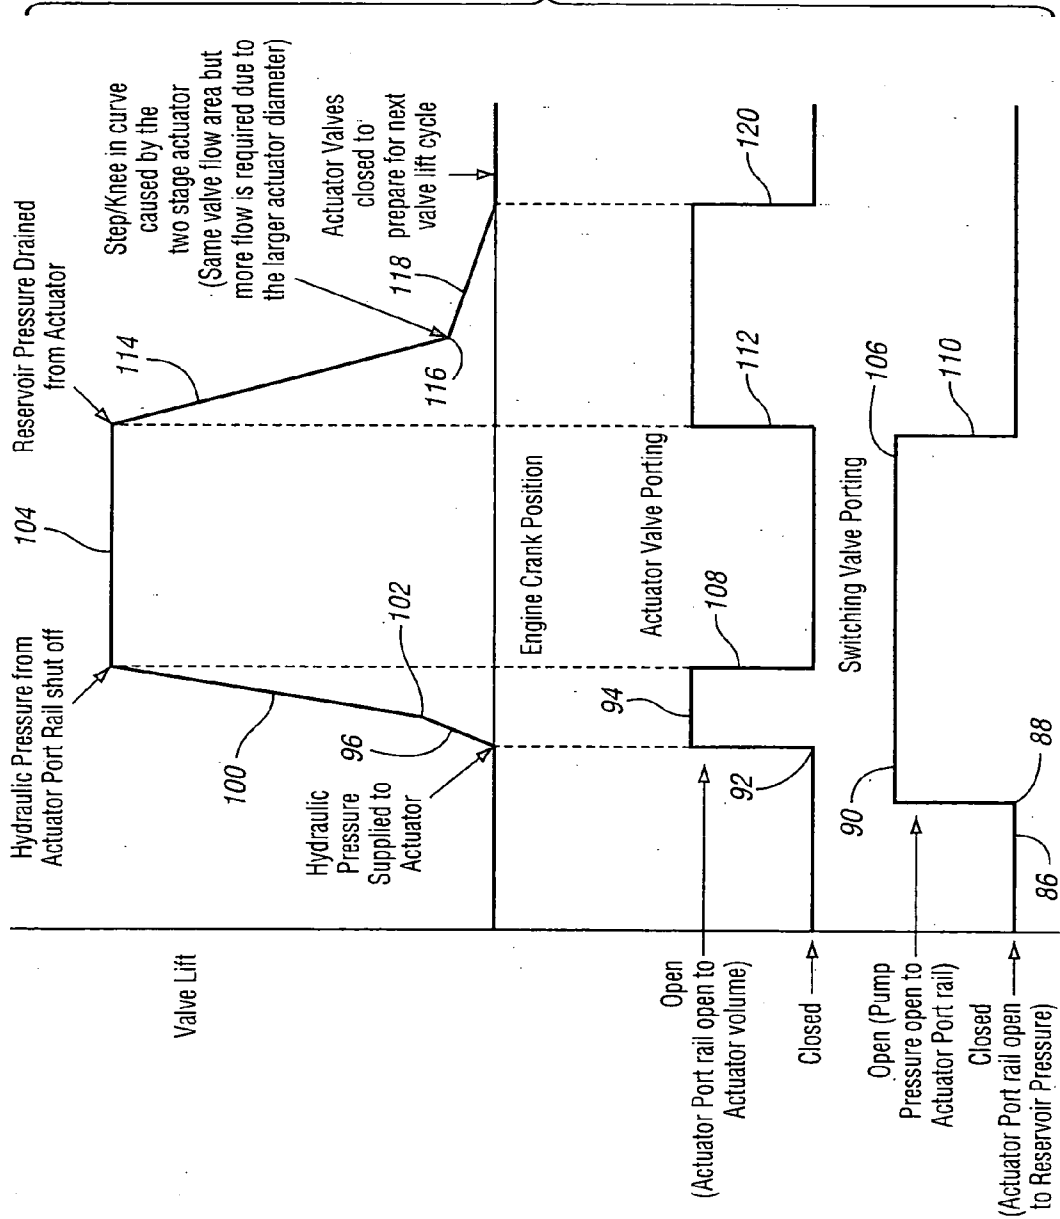 Valve Lift
Hydraulic Pressure from
Actuator Port Rail shut off
104
Reservoir Pressure Drained
from Actuator
Step/Knee in curve
caused by the
two stage actuator
(Same valve flow area but
more flow is required due to
the larger actuator diameter)
100
114
102
96
116
118
Hydraulic
Pressure
Supplied to
Actuator
Actuator Valves
closed to
prepare for next
valve lift cycle
Engine Crank Position
Open
(Actuator Port rail open to
Actuator volume)
Closed
94
92
108
Actuator Valve Porting
112
120
Open (Pump
Pressure open to
Actuator Port rail)
Closed
(Actuator Port rail open
to Reservoir Pressure)
90
86
88
Switching Valve Porting
106
110